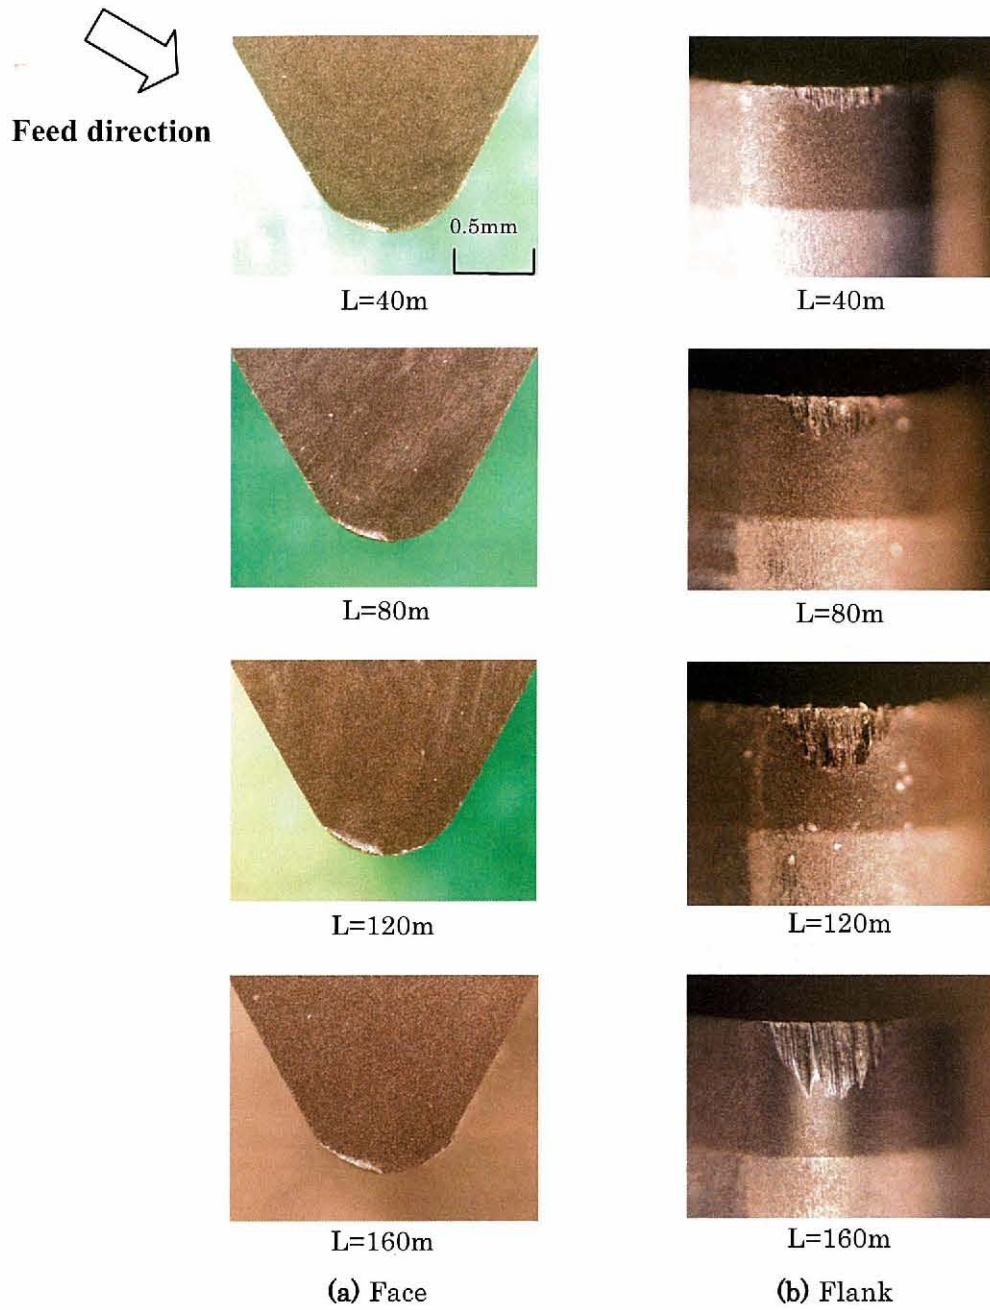 Feed direction
0.5mm
L=40m
L=40m
L=80m
L=80m
L=120m
L=120m
L=160m
L=160m
(a) Face
(b) Flank